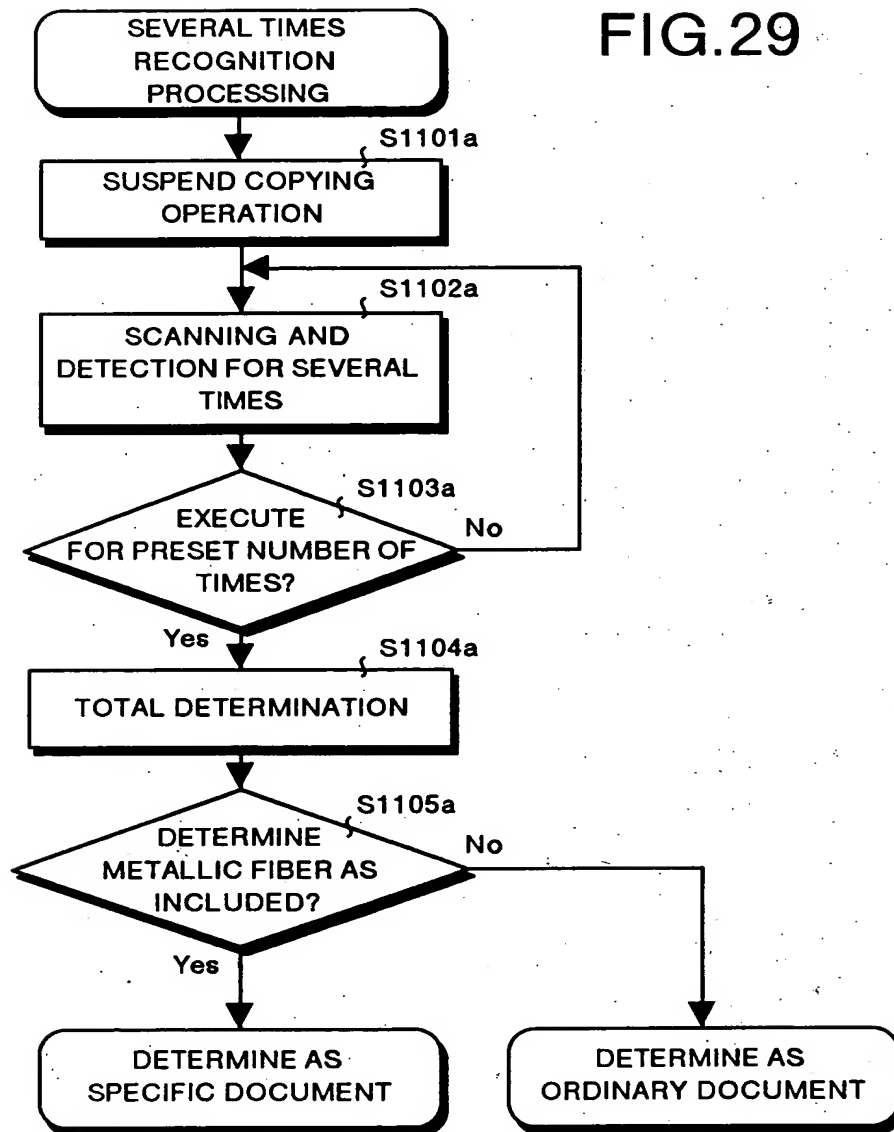 FIG.29
SEVERAL TIMES
RECOGNITION
PROCESSING
S1101a
SUSPEND COPYING
OPERATION
S1102a
SCANNING AND
DETECTION FOR SEVERAL
TIMES
S1103a
EXECUTE
FOR PRESET NUMBER OF
TIMES?
No
Yes
S1104a
TOTAL DETERMINATION
S1105a
DETERMINE
METALLIC FIBER AS
INCLUDED?
No
Yes
DETERMINE AS
SPECIFIC DOCUMENT
DETERMINE AS
ORDINARY DOCUMENT